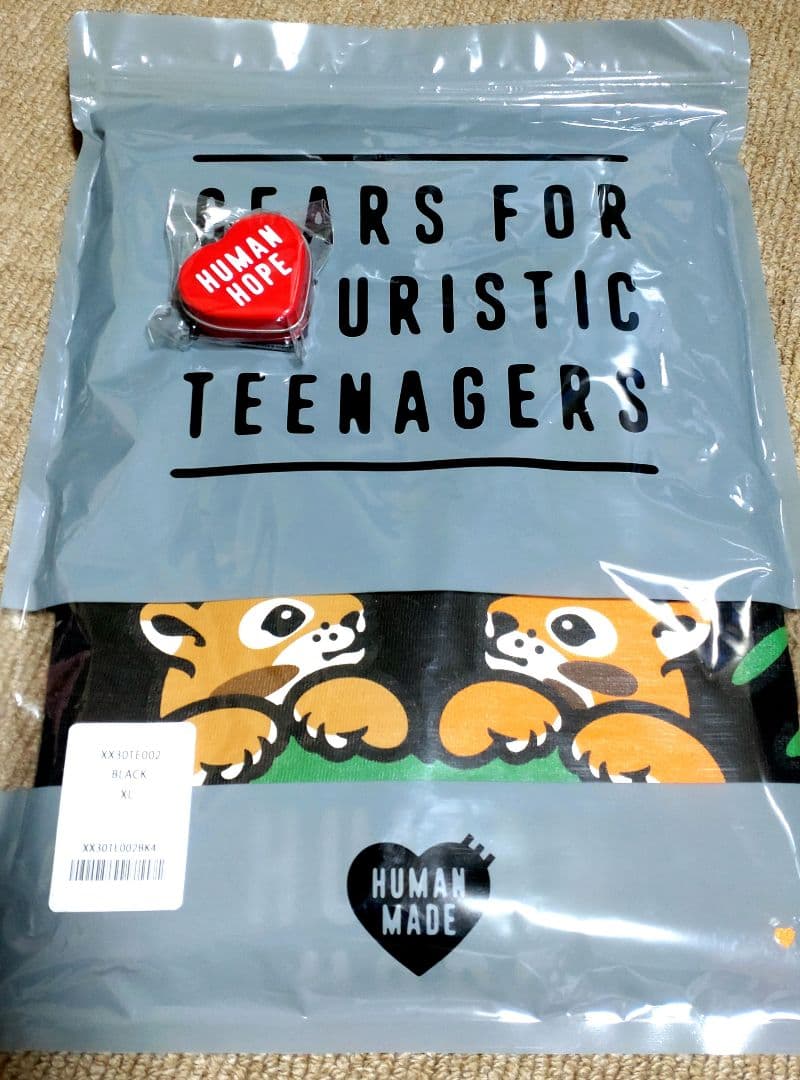 GEARS FOR
HUMAN
HOPE
URISTIC
TEENAGERS
XX30TE002
BLACK
XL
XX30TE002BK4
HUMAN
MADE